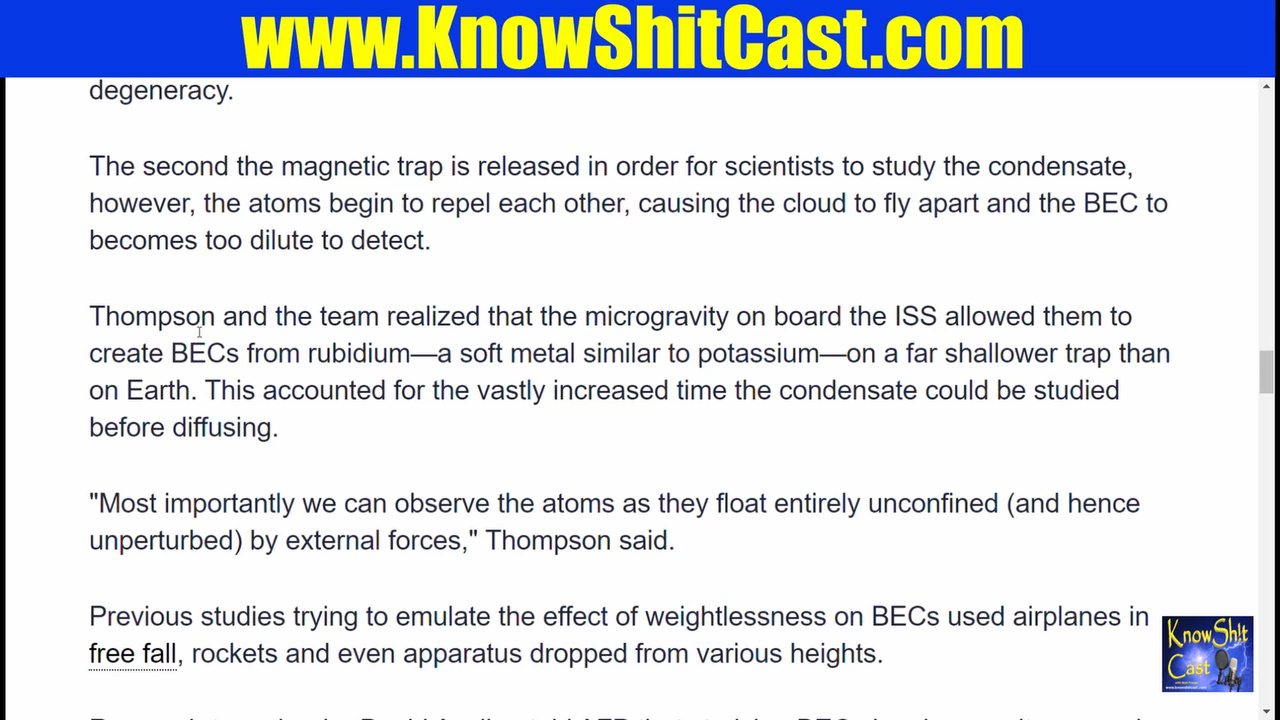 www.KnowShitCast.com
degeneracy.
The second the magnetic trap is released in order for scientists to study the condensate,
however, the atoms begin to repel each other, causing the cloud to fly apart and the BEC to
becomes too dilute to detect.
Thompson and the team realized that the microgravity on board the ISS allowed them to
create BECs from rubidium—a soft metal similar to potassium—on a far shallower trap than
on Earth. This accounted for the vastly increased time the condensate could be studied
before diffusing.
"Most importantly we can observe the atoms as they float entirely unconfined (and hence
unperturbed) by external forces," Thompson said.
Previous studies trying to emulate the effect of weightlessness on BECs used airplanes in
free fall, rockets and even apparatus dropped from various heights.
KnowSh!t
Cast
www.knowshitcast.com